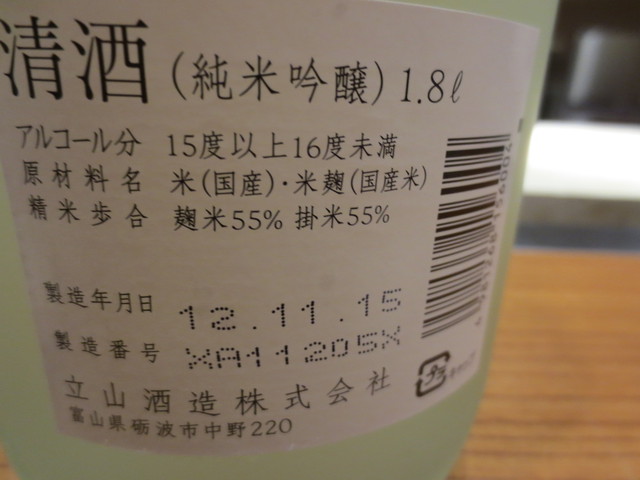 清酒(純米吟醸)1.8ℓ
アルコール分 15度以上16度未満
原材料名 米(国産)・米麹(国産米)
精米歩合 麹米55% 掛米55%
製造年月日 12.11.15
製造番号 XA11205X
立山酒造株式会社
富山県砺波市中野220
プラ